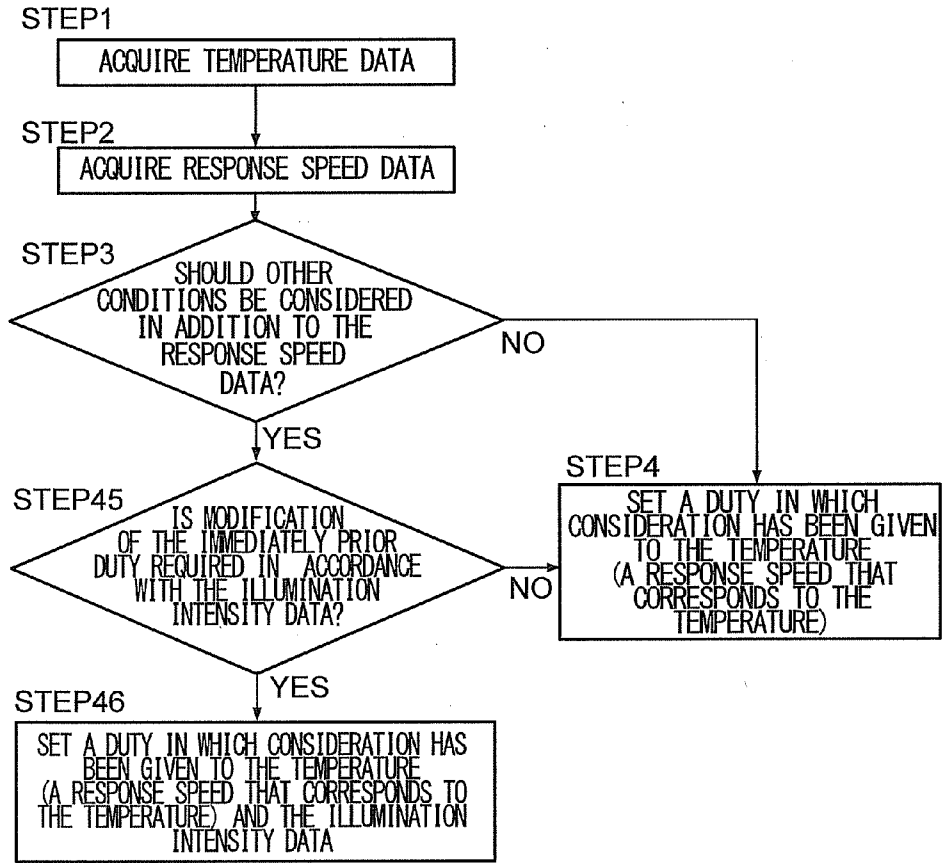 STEP1
ACQUIRE TEMPERATURE DATA
STEP2
ACQUIRE RESPONSE SPEED DATA
STEP3
SHOULD OTHER
CONDITIONS BE CONSIDERED
IN ADDITION TO THE
RESPONSE SPEED
DATA?
NO
YES
STEP45
IS MODIFICATION
OF THE IMMEDIATELY PRIOR
DUTY REQUIRED IN ACCORDANCE
WITH THE ILLUMINATION
INTENSITY DATA?
NO
YES
STEP4
SET A DUTY IN WHICH
CONSIDERATION HAS BEEN GIVEN
TO THE TEMPERATURE
(A RESPONSE SPEED THAT
CORRESPONDS TO THE
TEMPERATURE)
STEP46
SET A DUTY IN WHICH CONSIDERATION HAS
BEEN GIVEN TO THE TEMPERATURE
(A RESPONSE SPEED THAT CORRESPONDS TO
THE TEMPERATURE) AND THE ILLUMINATION
INTENSITY DATA